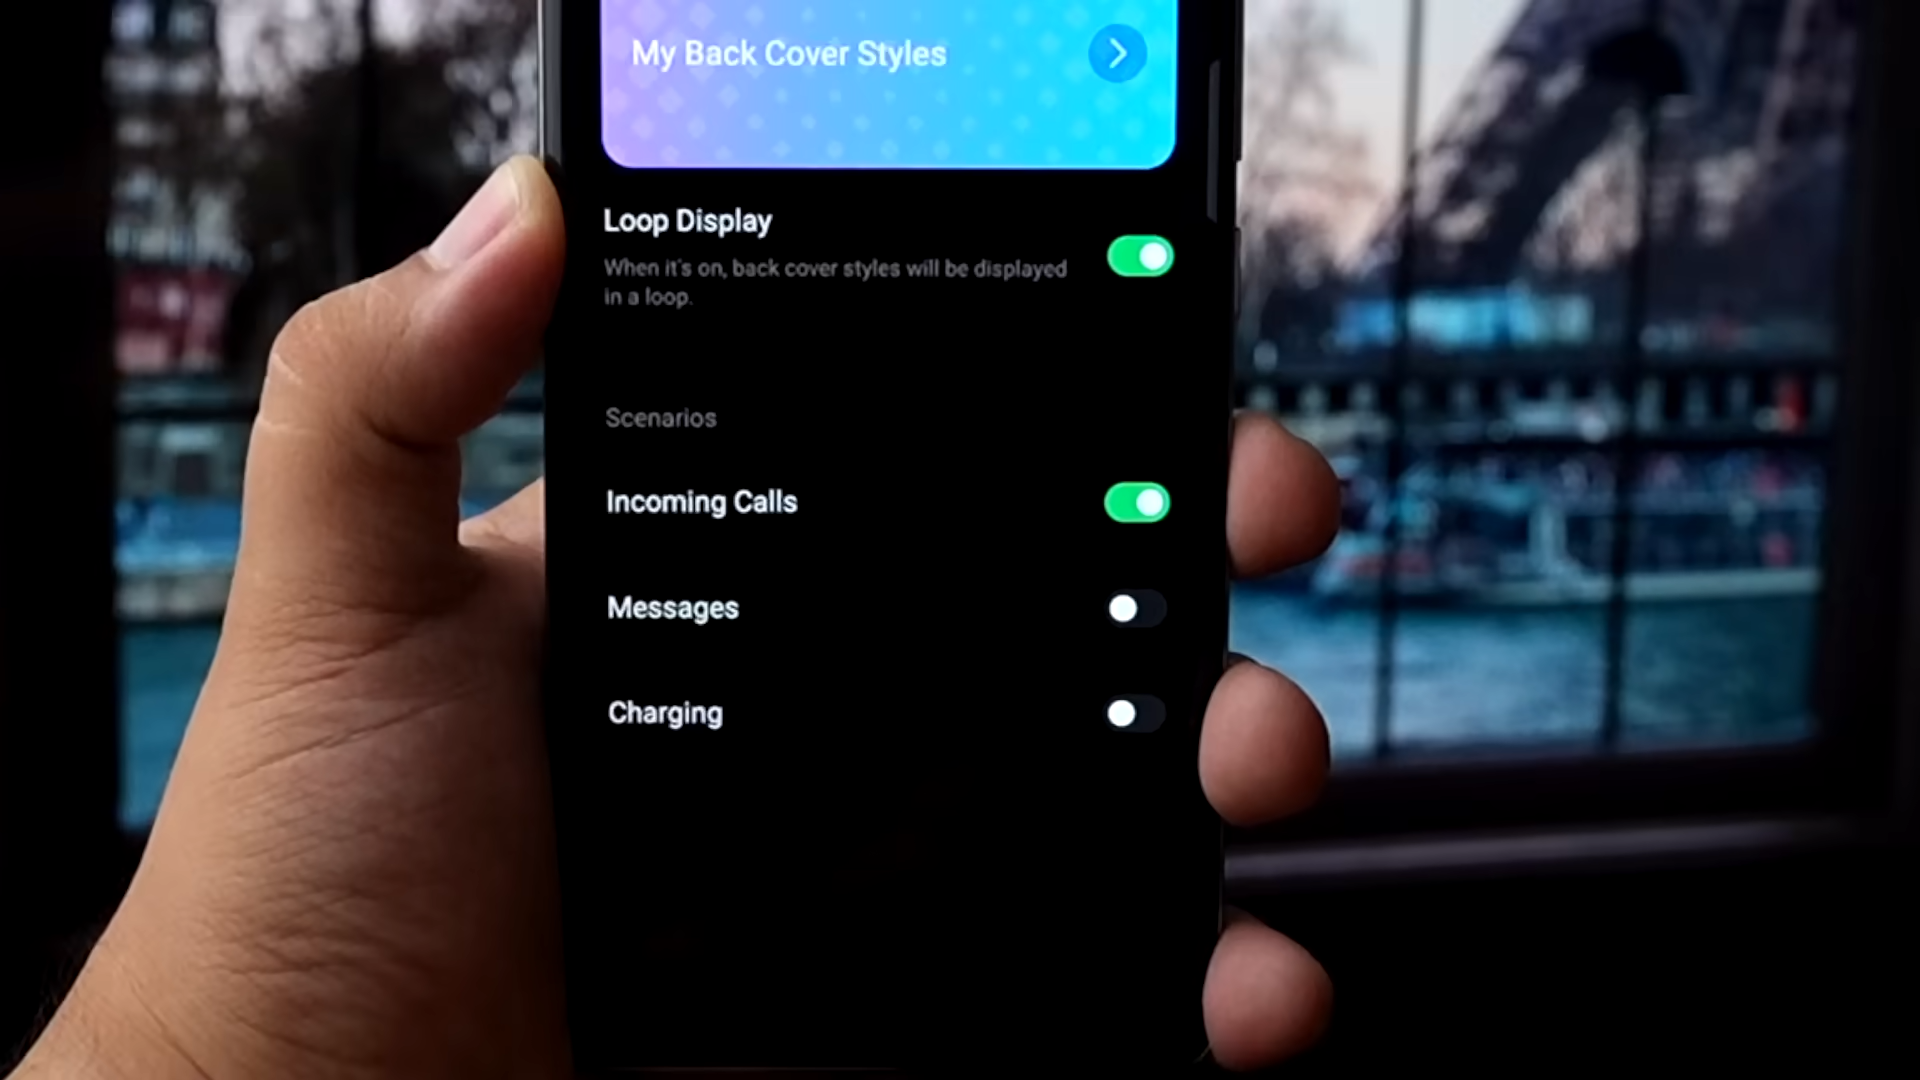 My Back Cover Styles
Loop Display
When it's on, back cover styles will be displayed
in a loop.
Scenarios
Incoming Calls
Messages
Charging